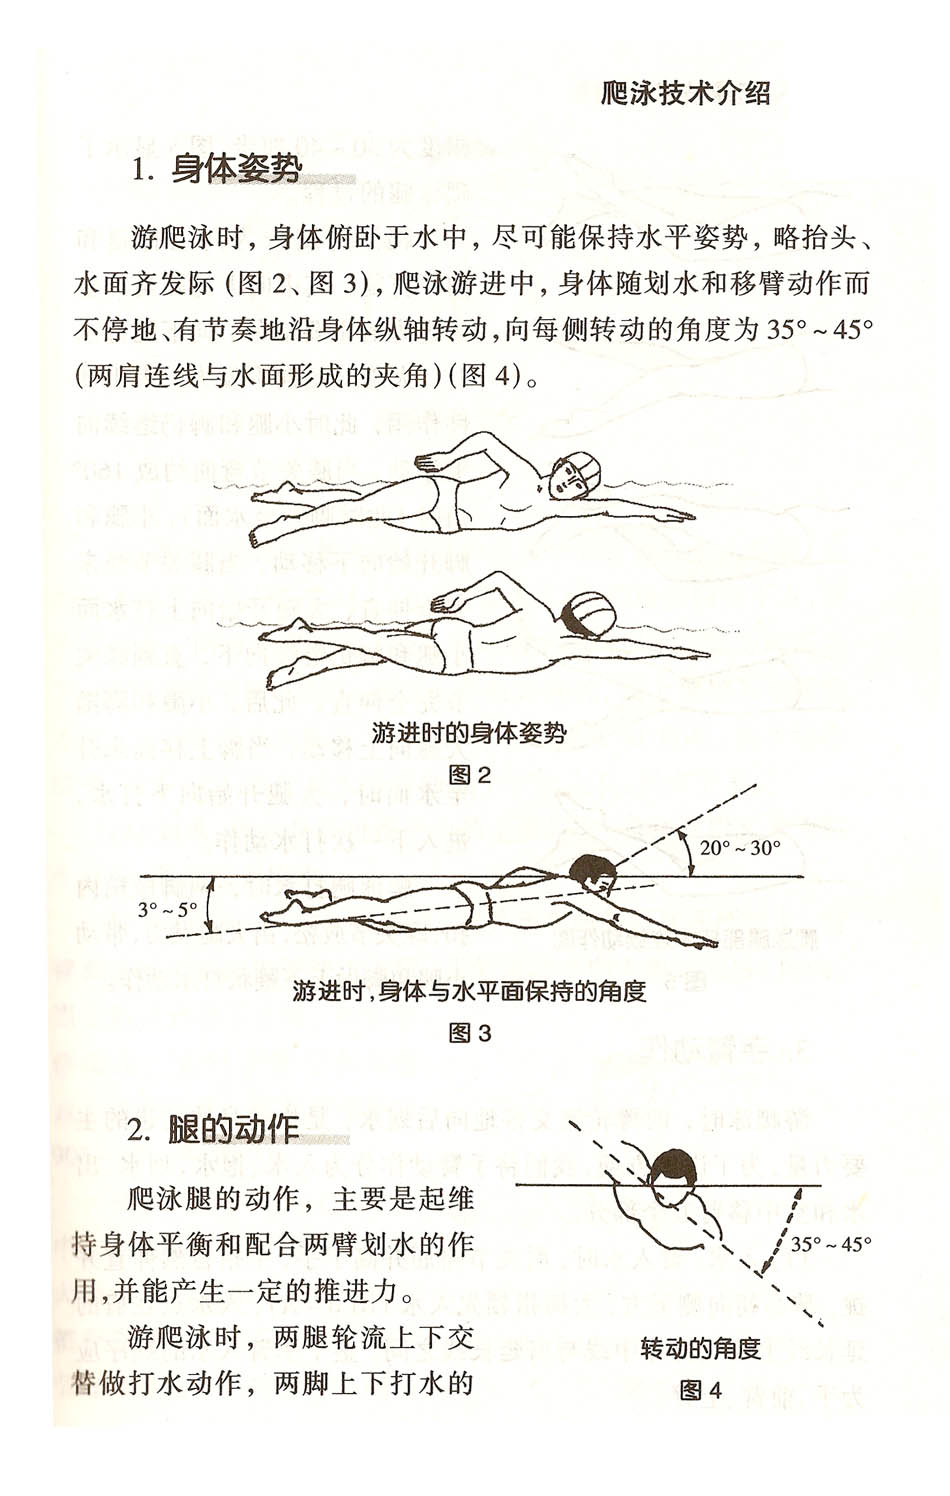 爬泳技术介绍
1. 身体姿势
游爬泳时，身体俯卧于水中，尽可能保持水平姿势，略抬头、
水面齐发际（图2、图3），爬泳游进中，身体随划水和移臂动作而
不停地、有节奏地沿身体纵轴转动，向每侧转动的角度为35°~45°
（两肩连线与水面形成的夹角）（图4）。
游进时的身体姿势
图2
20°~30°
3°~5°
游进时，身体与水平面保持的角度
图3
2. 腿的动作
爬泳腿的动作，主要是起维
持身体平衡和配合两臂划水的作
用，并能产生一定的推进力。
游爬泳时，两腿轮流上下交
替做打水动作，两脚上下打水的
35°~45°
转动的角度
图4